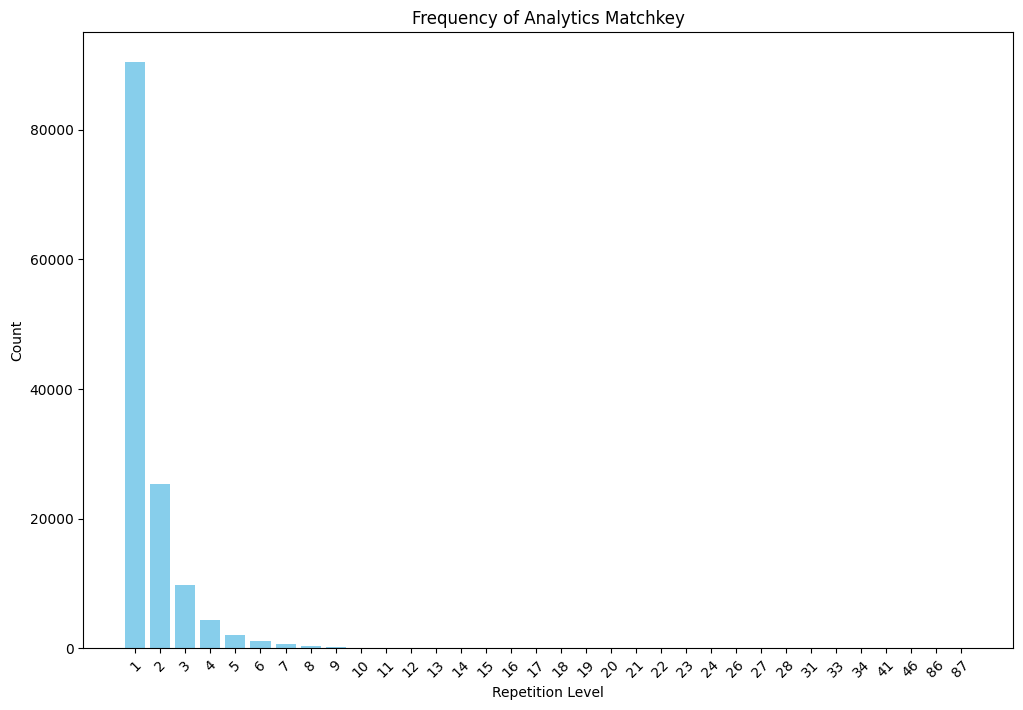 Frequency of Analytics Matchkey
Count
80000
60000
40000
20000
0
1 2 3 4 5 6 7 8 9 10 11 12 13 14 15 16 17 18 19 20 21 22 23 24 26 27 28 31 33 34 41 46 86 87
Repetition Level